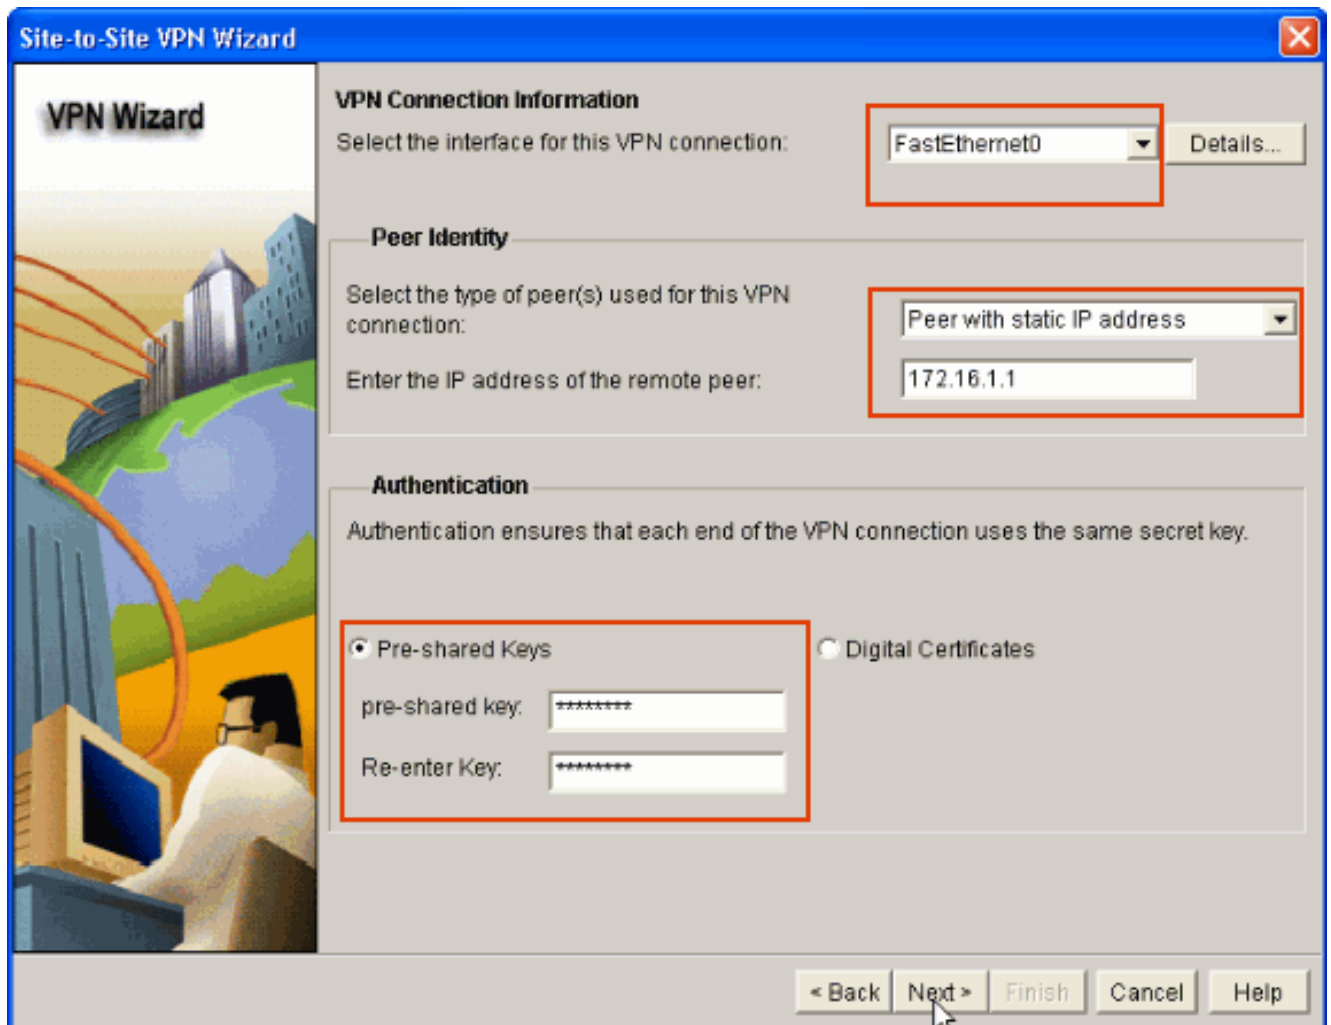 Site-to-Site VPN Wizard
VPN Wizard
VPN Connection Information
Select the interface for this VPN connection:
FastEthernet0
Details...
Peer Identity
Select the type of peer(s) used for this VPN
connection:
Peer with static IP address
Enter the IP address of the remote peer:
172.16.1.1
Authentication
Authentication ensures that each end of the VPN connection uses the same secret key.
Pre-shared Keys
Digital Certificates
pre-shared key:
********
Re-enter Key:
********
< Back
Next >
Finish
Cancel
Help